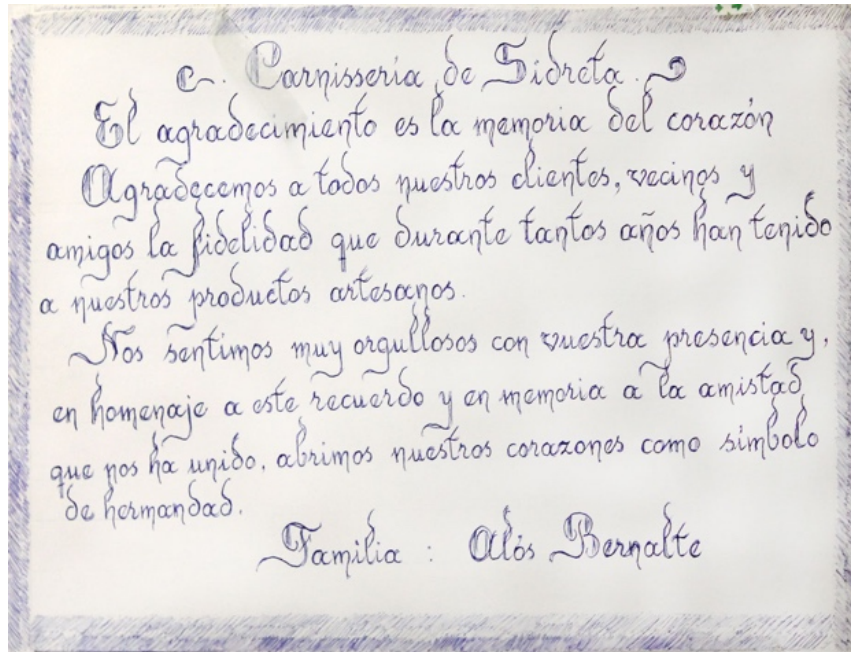 Carnissería de Sidreta.
El agradecimiento es la memoria del corazón
Agradecemos a todos nuestros clientes, vecinos y
amigos la fidelidad que durante tantos años han tenido
a nuestros productos artesanos.
Nos sentimos muy orgullosos con vuestra presencia y,
en homenaje a este recuerdo y en memoria a la amistad
que nos ha unido, abrimos nuestros corazones como símbolo
de hermandad.
Familia : Alós Bernalte